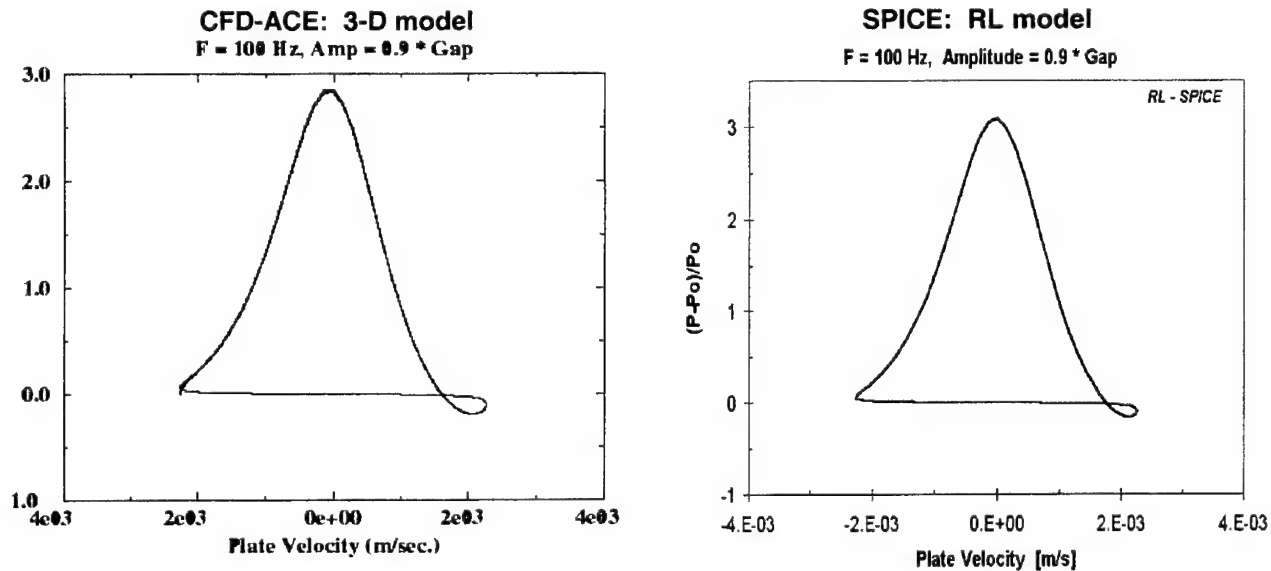 CFD-ACE: 3-D model
F = 100 Hz, Amp = 0.9 * Gap
3.0
2.0
1.0
0.0
1.0
4e03
2e03
0e+00
2e03
4e03
Plate Velocity (m/sec.)
SPICE: RL model
F = 100 Hz, Amplitude = 0.9 * Gap
RL - SPICE
(P-Po)/Po
3
2
1
0
-1
-4.E-03
-2.E-03
0.E+00
2.E-03
4.E-03
Plate Velocity [m/s]